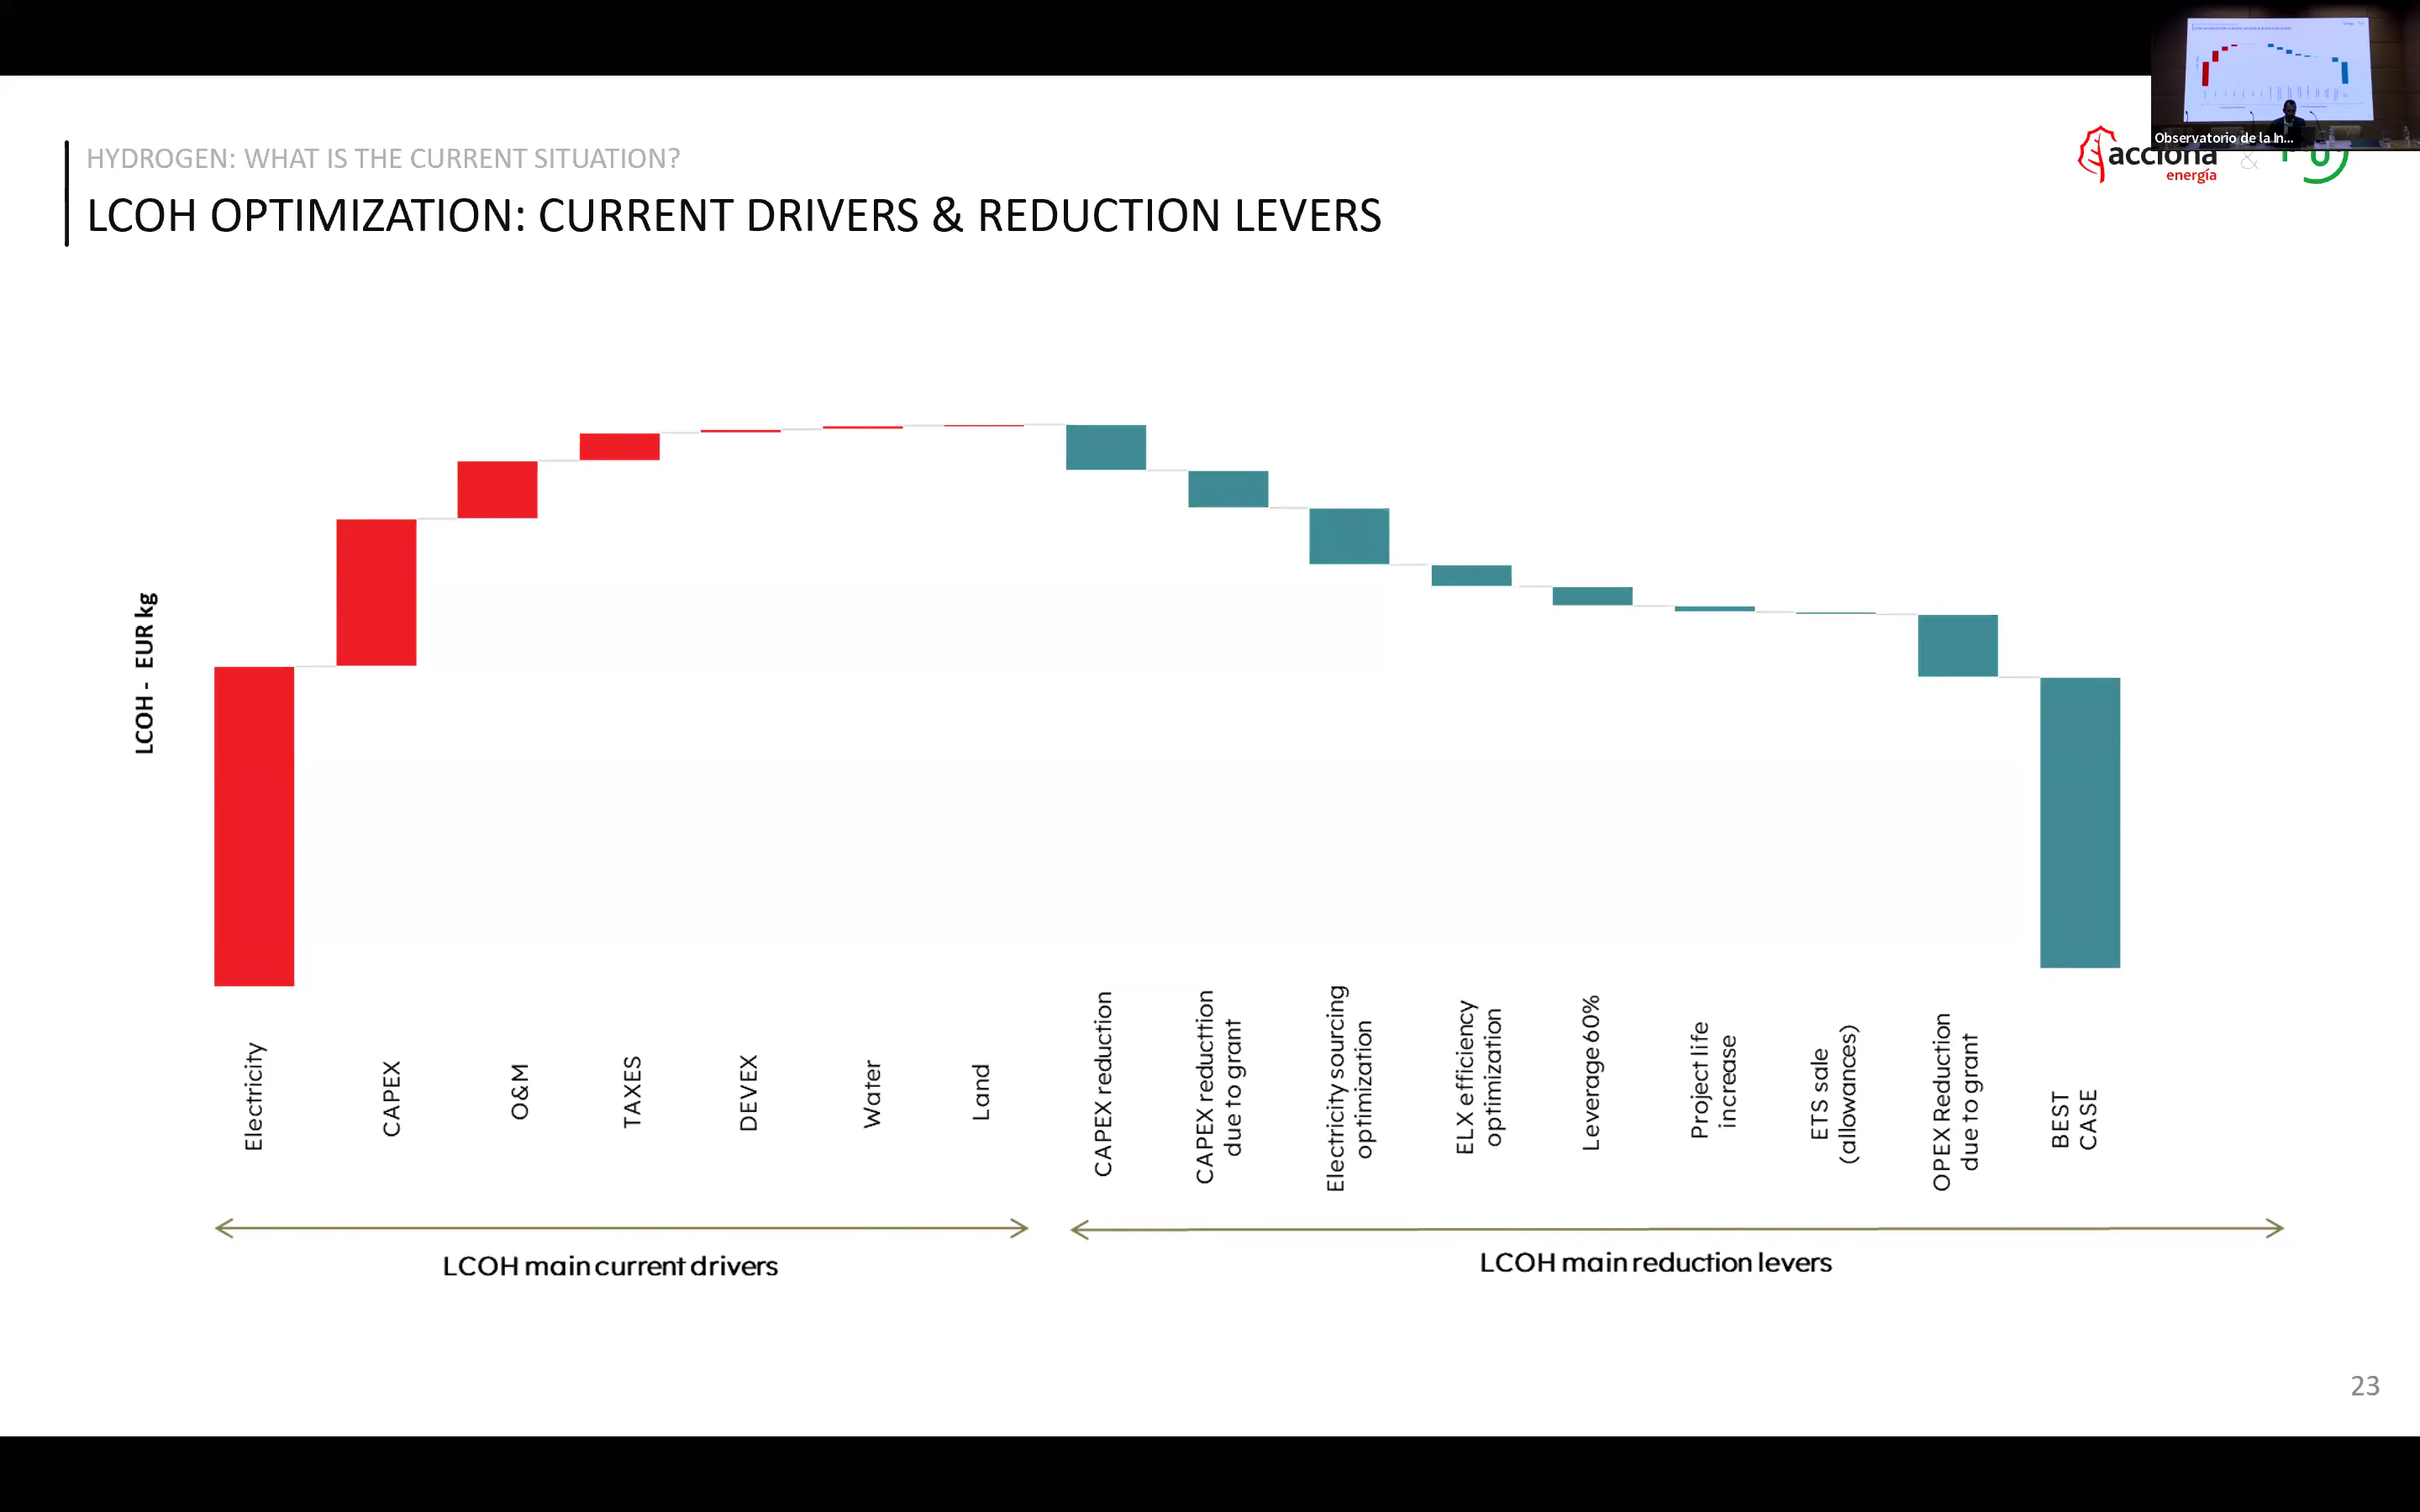 Observatorio de la In...
HYDROGEN: WHAT IS THE CURRENT SITUATION?
LCOH OPTIMIZATION: CURRENT DRIVERS & REDUCTION LEVERS
acciona
energía
&
LCOH - EUR kg
Electricity
CAPEX
O&M
TAXES
DEVEX
Water
Land
CAPEX reduction
CAPEX reduction
due to grant
Electricity sourcing
optimization
ELX efficiency
optimization
Leverage 60%
Project life
increase
ETS sale
(allowances)
OPEX Reduction
due to grant
BEST
CASE
LCOH main current drivers
LCOH main reduction levers
23